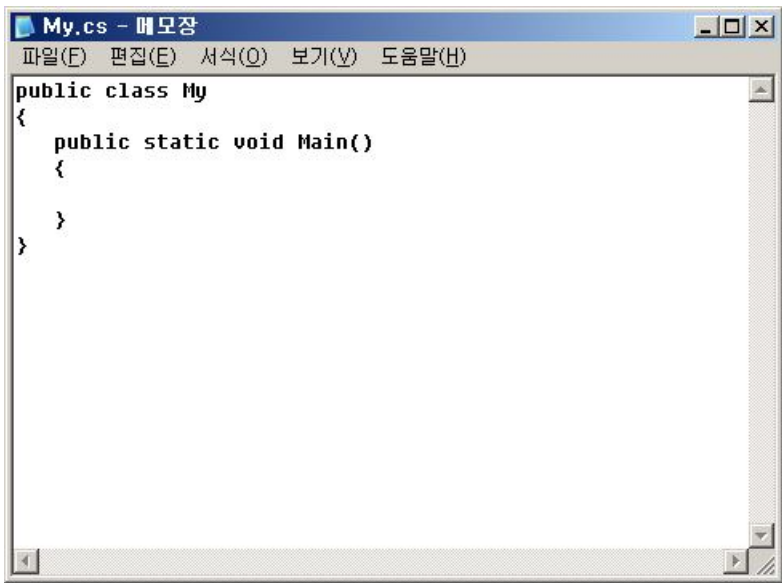 My.cs - 메모장
파일(F) 편집(E) 서식(O) 보기(V) 도움말(H)
public class My
{
   public static void Main()
   {

   }
}